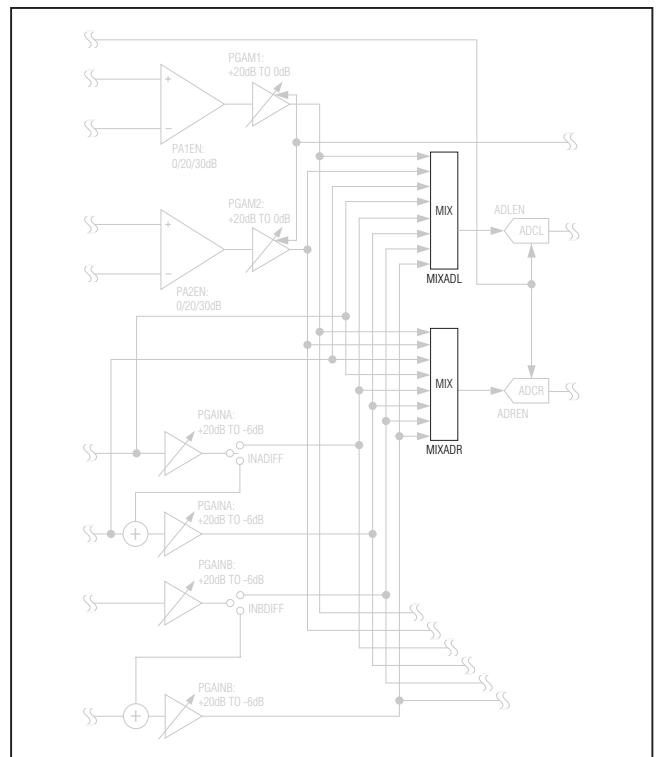 PGAM1:
+20dB TO 0dB
+
−
PA1EN:
0/20/30dB
PGAM2:
+20dB TO 0dB
+
−
PA2EN:
0/20/30dB
MIX
MIXADL
ADLEN
ADCL
MIX
MIXADR
ADCR
ADREN
PGAINA:
+20dB TO -6dB
INADIFF
PGAINA:
+20dB TO -6dB
+
PGAINB:
+20dB TO -6dB
INBDIFF
PGAINB:
+20dB TO -6dB
+